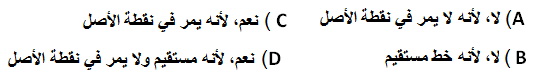 A) لا، لأنه لا يمر في نقطة الأصل
C ) نعم، لأنه يمر في نقطة الأصل
B ) لا، لأنه خط مستقيم
D) نعم، لأنه مستقيم ولا يمر في نقطة الأصل